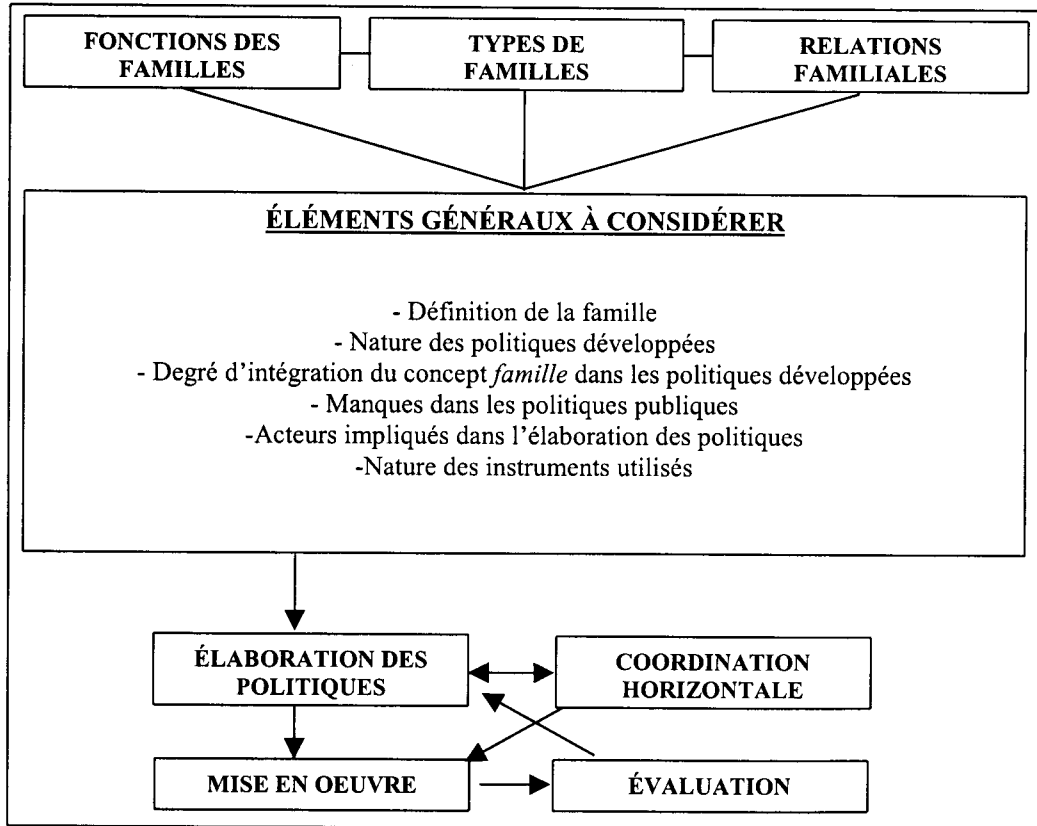 FONCTIONS DES
FAMILLES
TYPES DE
FAMILLES
RELATIONS
FAMILIALES
ÉLÉMENTS GÉNÉRAUX À CONSIDÉRER
- Définition de la famille
- Nature des politiques développées
- Degré d'intégration du concept famille dans les politiques développées
- Manques dans les politiques publiques
-Acteurs impliqués dans l'élaboration des politiques
-Nature des instruments utilisés
ÉLABORATION DES
POLITIQUES
COORDINATION
HORIZONTALE
MISE EN OEUVRE
ÉVALUATION